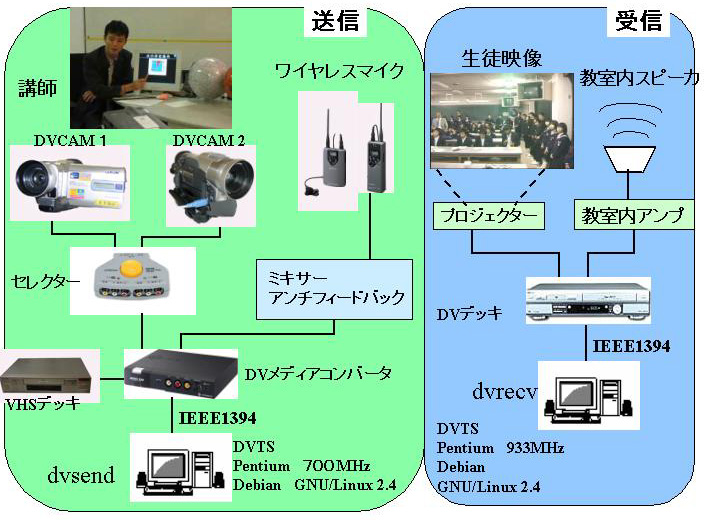 送信
講師
ワイヤレスマイク
DVCAM 1
DVCAM 2
セレクター
ミキサー
アンチフィードバック
VHSデッキ
DVメディアコンバータ
IEEE1394
dvsend
DVTS
Pentium 700MHz
Debian GNU/Linux 2.4
受信
生徒映像
教室内スピーカ
プロジェクター
教室内アンプ
DVデッキ
IEEE1394
dvrecv
DVTS
Pentium 933MHz
Debian
GNU/Linux 2.4